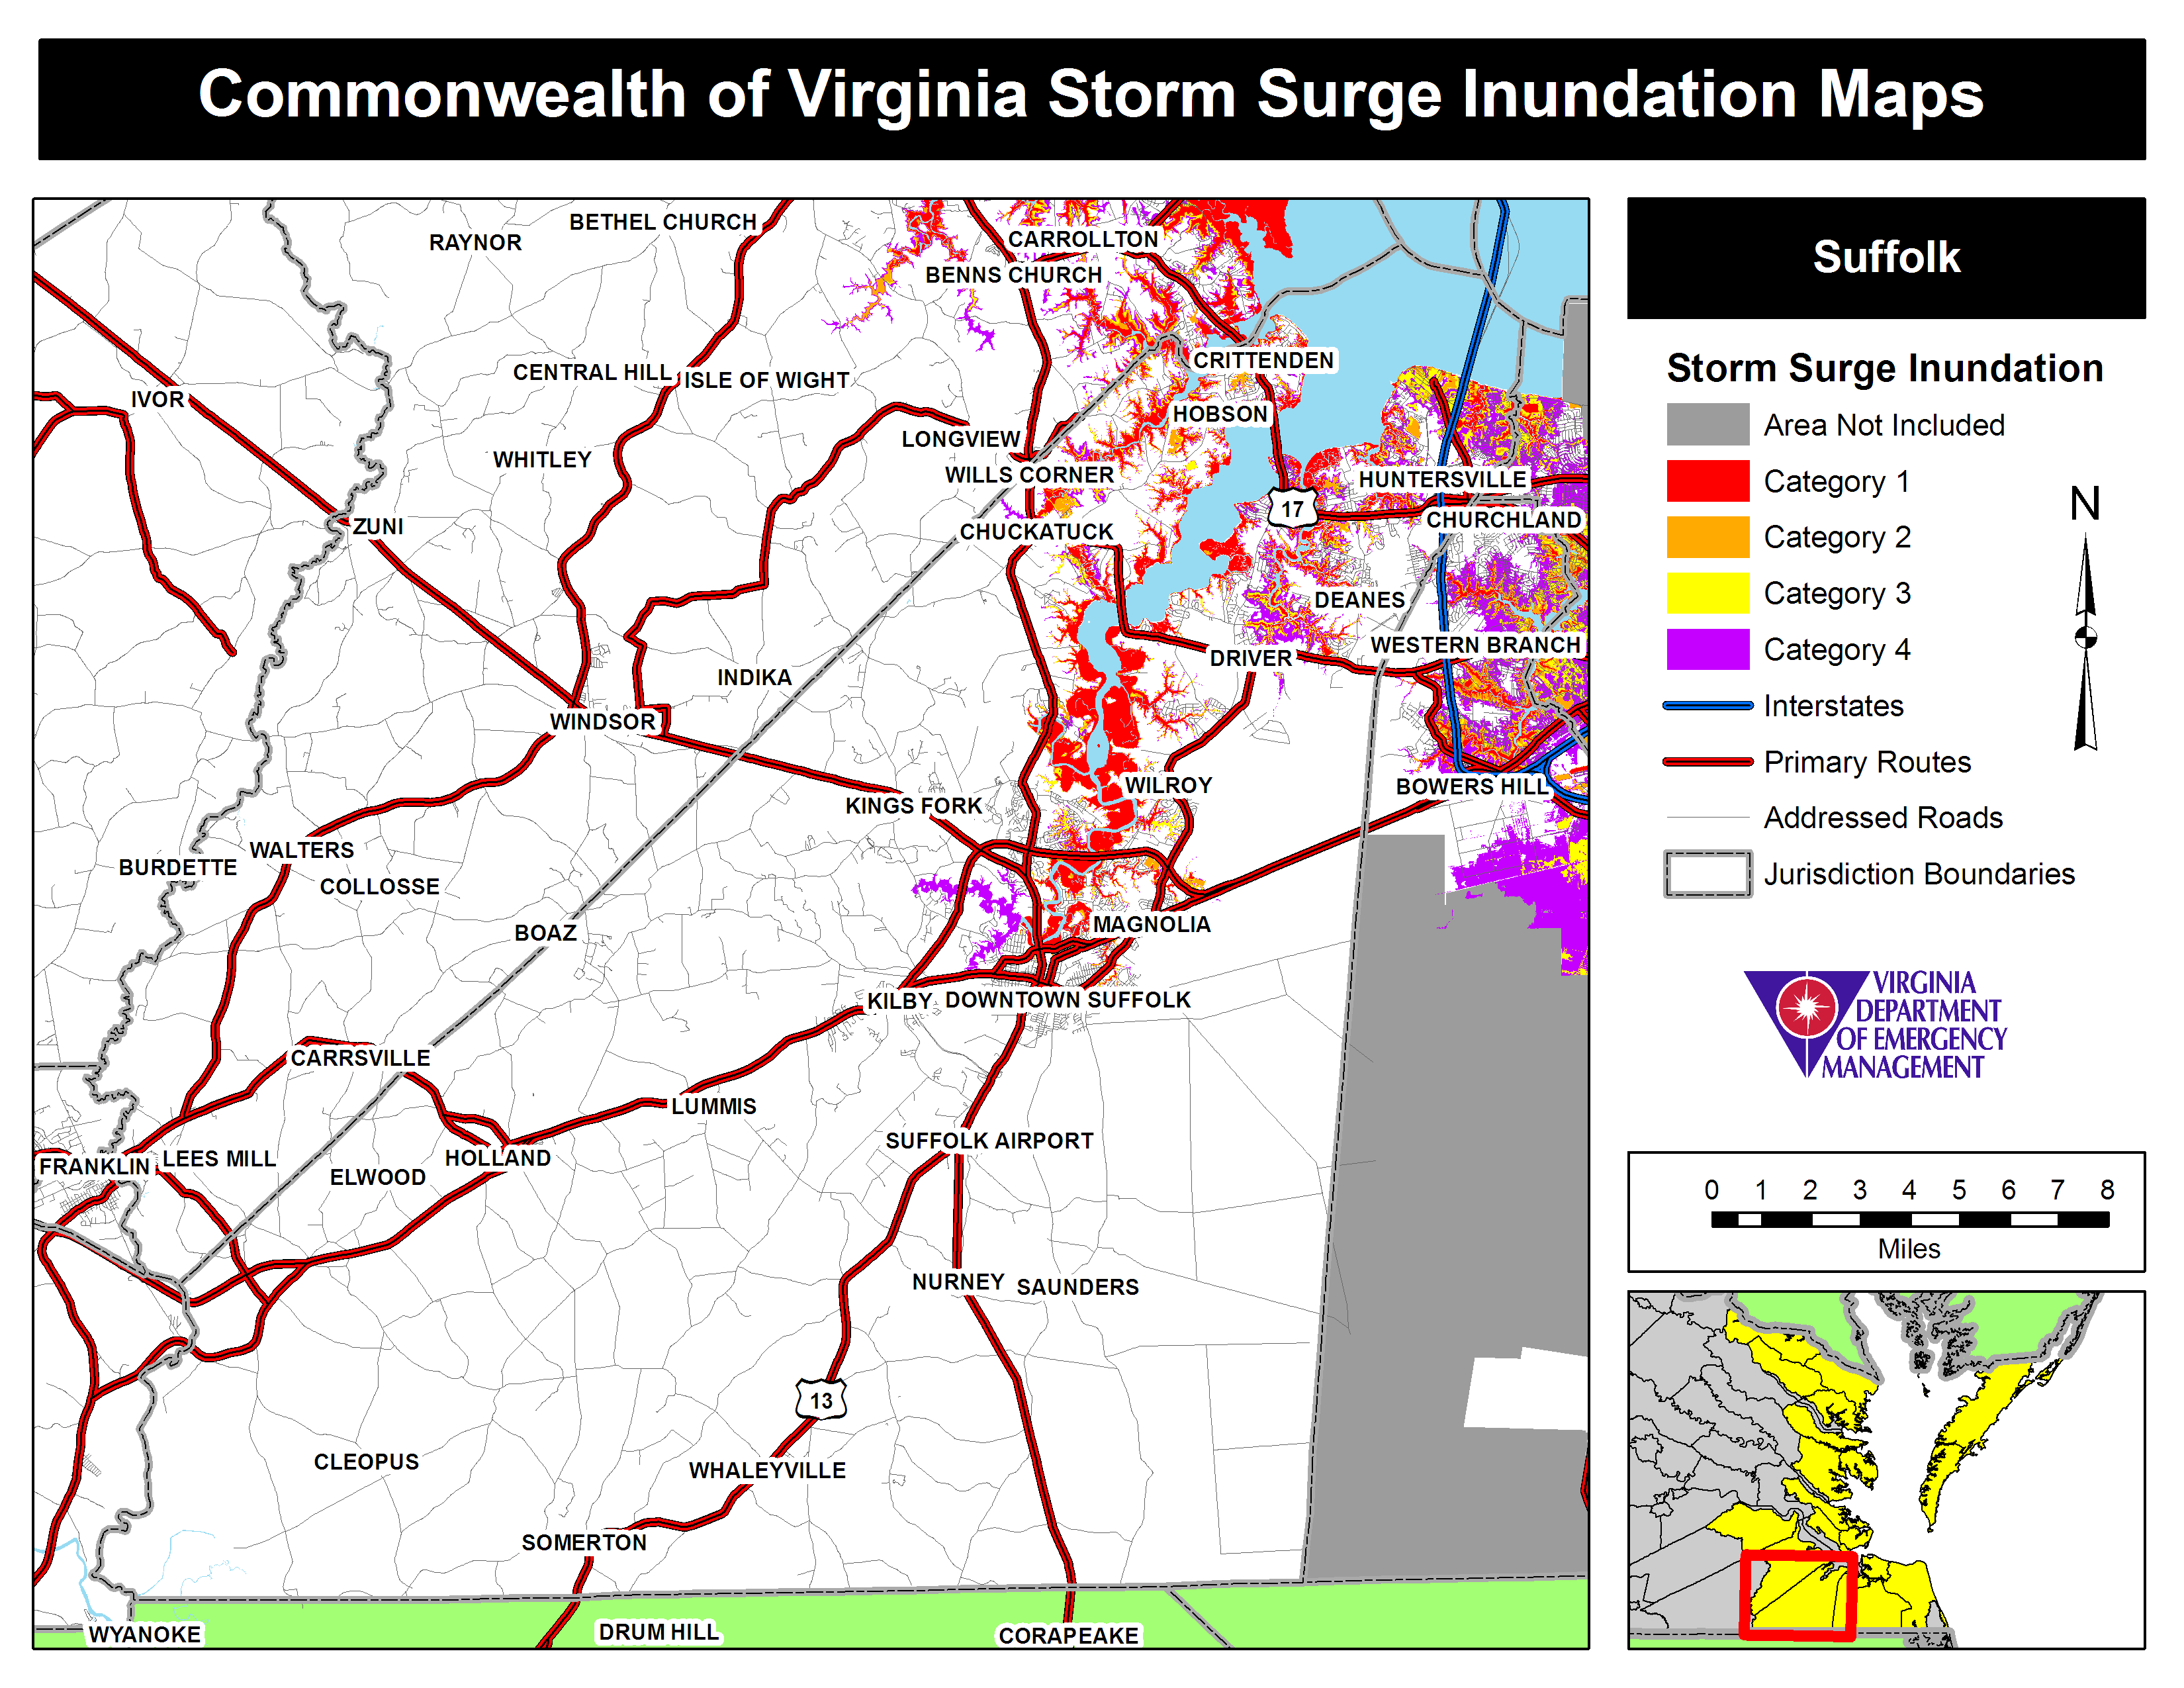 Commonwealth of Virginia Storm Surge Inundation Maps
Suffolk
Storm Surge Inundation
Area Not Included
Category 1
Category 2
Category 3
Category 4
Interstates
Primary Routes
Addressed Roads
Jurisdiction Boundaries
N
VIRGINIA
DEPARTMENT
OF EMERGENCY
MANAGEMENT
0 1 2 3 4 5 6 7 8
Miles
BETHEL CHURCH
RAYNOR
CARROLLTON
BENNS CHURCH
CRITTENDEN
CENTRAL HILL
ISLE OF WIGHT
IVOR
HOBSON
LONGVIEW
WHITLEY
WILLS CORNER
HUNTERSVILLE
17
CHURCHLAND
ZUNI
CHUCKATUCK
DEANES
WESTERN BRANCH
DRIVER
INDIKA
WINDSOR
WILROY
BOWERS HILL
KINGS FORK
WALTERS
BURDETTE
COLLOSSE
MAGNOLIA
BOAZ
KILBY
DOWNTOWN SUFFOLK
CARRSVILLE
LUMMIS
SUFFOLK AIRPORT
HOLLAND
LEES MILL
FRANKLIN
ELWOOD
NURNEY
SAUNDERS
13
CLEOPUS
WHALEYVILLE
SOMERTON
WYANOKE
DRUM HILL
CORAPEAKE